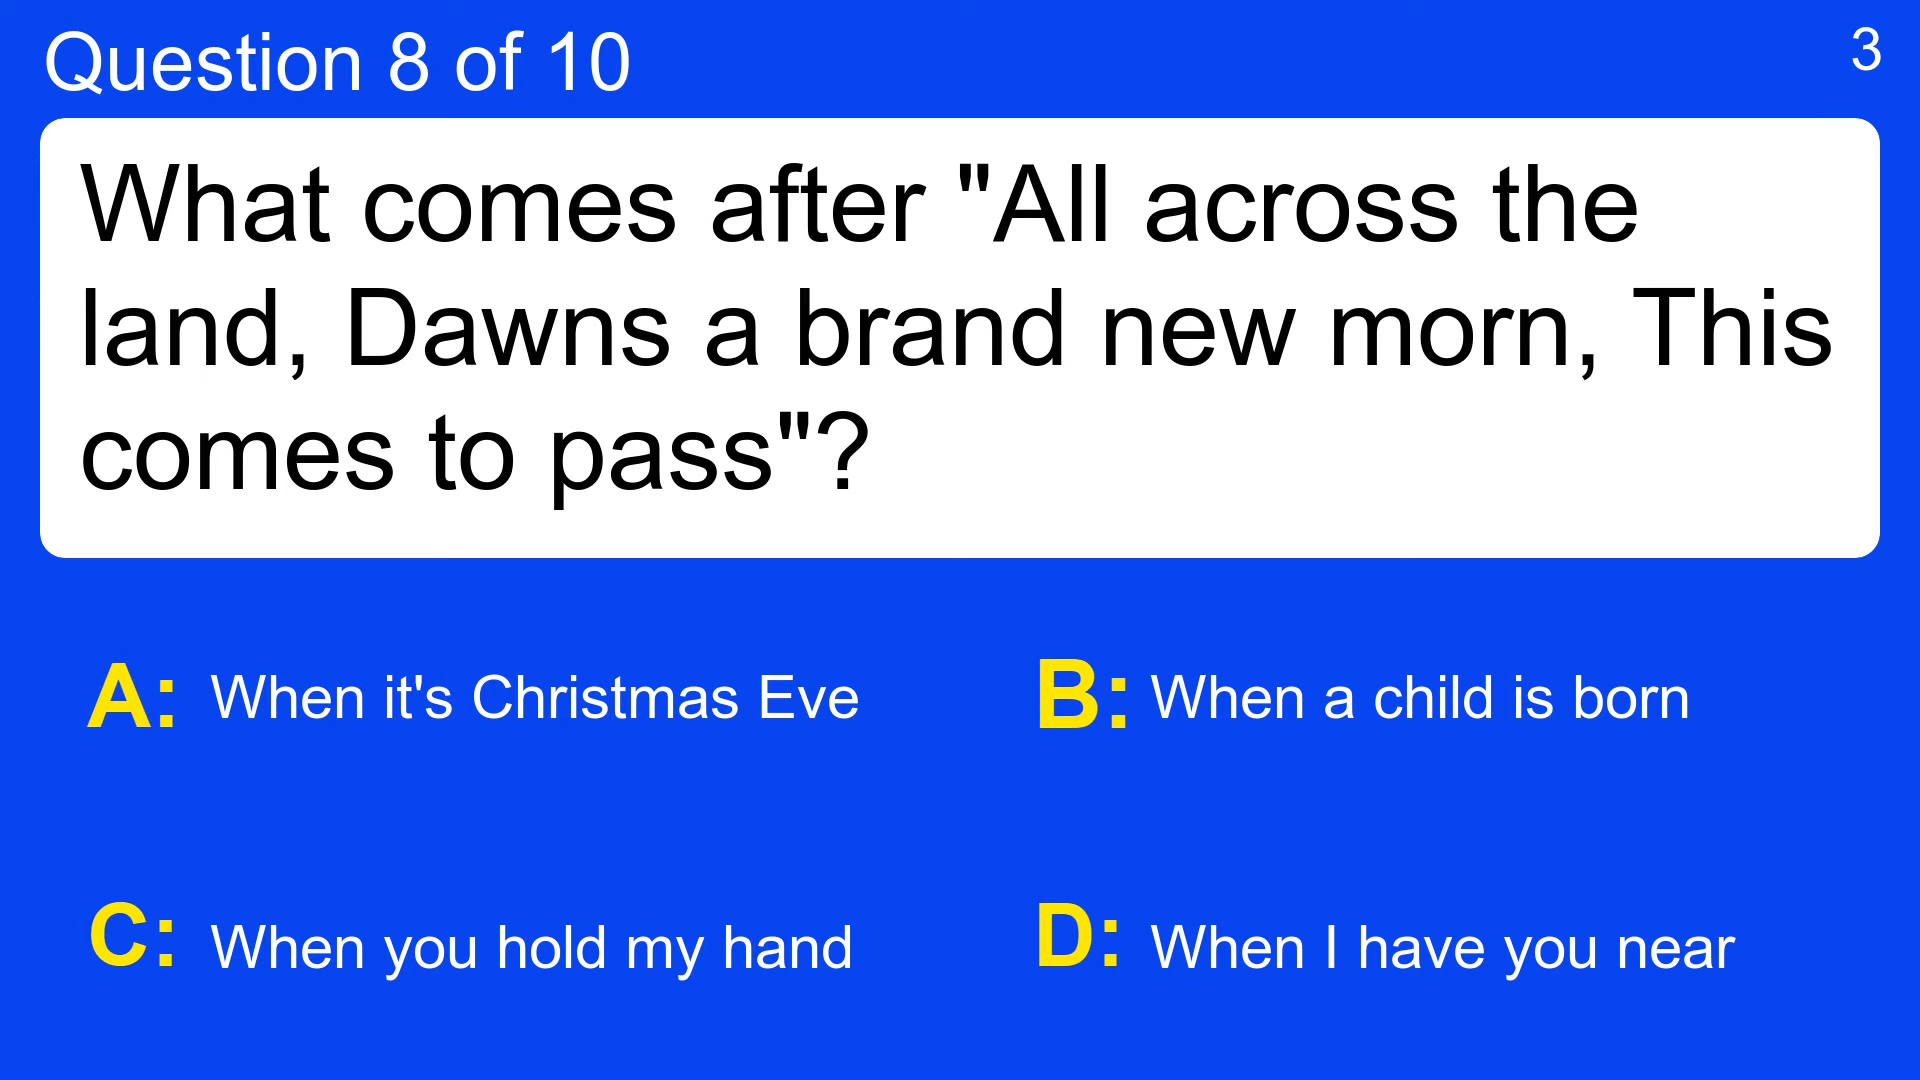 Question 8 of 10
3
What comes after "All across the
land, Dawns a brand new morn, This
comes to pass"?
A: When it's Christmas Eve
B: When a child is born
C: When you hold my hand
D: When I have you near